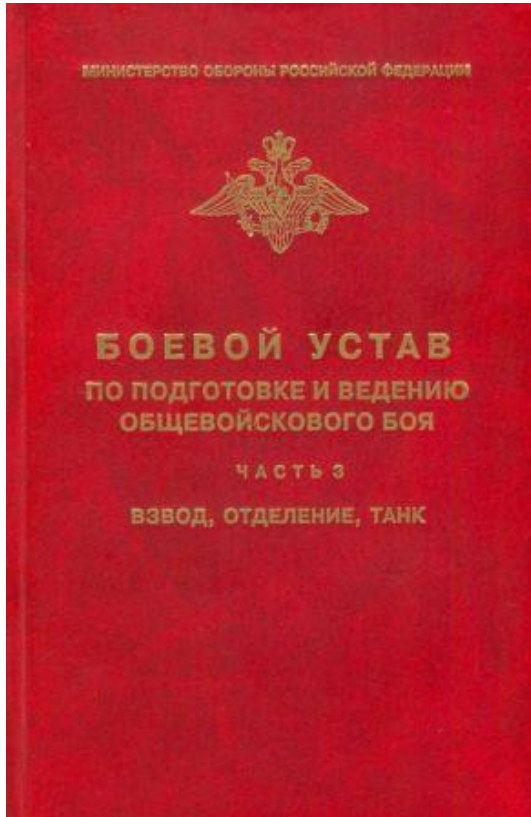 МИНИСТЕРСТВО ОБОРОНЫ РОССИЙСКОЙ ФЕДЕРАЦИИ
БОЕВОЙ УСТАВ
ПО ПОДГОТОВКЕ И ВЕДЕНИЮ
ОБЩЕВОЙСКОВОГО БОЯ
ЧАСТЬ 3
ВЗВОД, ОТДЕЛЕНИЕ, ТАНК